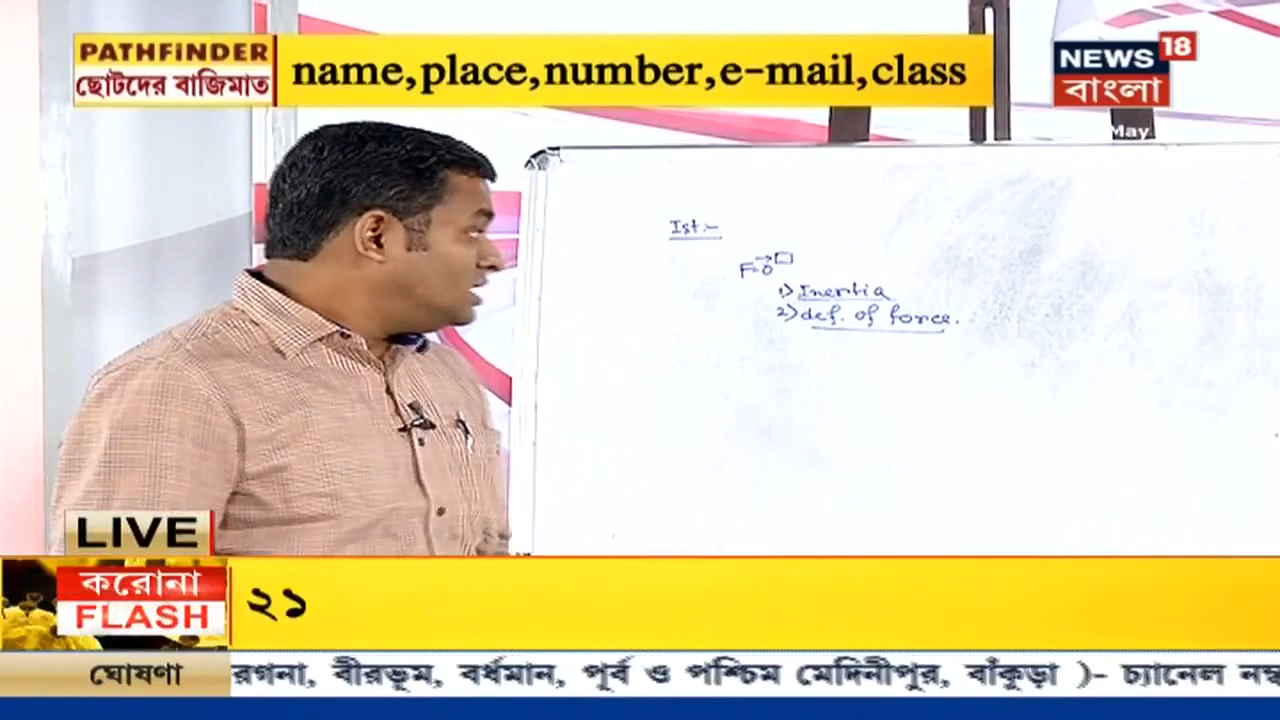 PATHFINDER
ছোটদের বাজিমাত
name,place,number,e-mail,class
NEWS 18
বাংলা
May
Ist:-
F=0
1) Inertia
2) def. of force.
LIVE
করোনা
FLASH
২১
ঘোষণা
রগনা, বীরভূম, বর্ধমান, পূর্ব ও পশ্চিম মেদিনীপুর, বাঁকুড়া )- চ্যানেল নম্ব